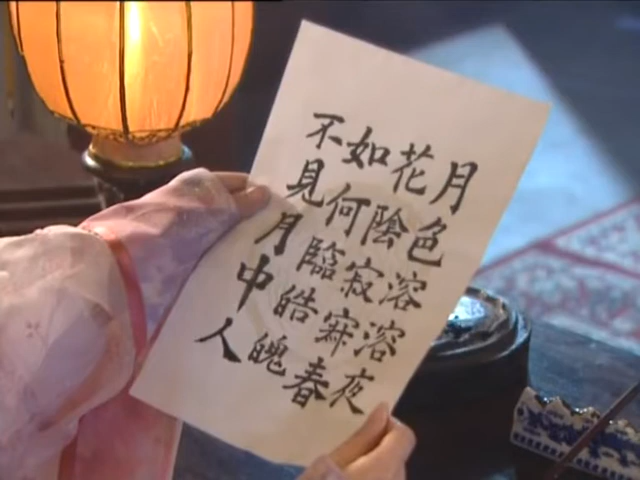 月色溶溶夜
花陰寂寂春
如何臨皓魄
不見月中人